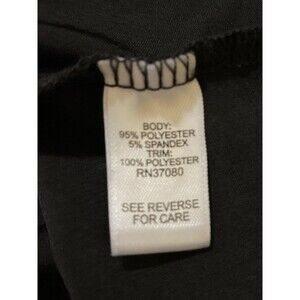 BODY:
95% POLYESTER
5% SPANDEX
TRIM:
100% POLYESTER
RN37080
SEE REVERSE
FOR CARE